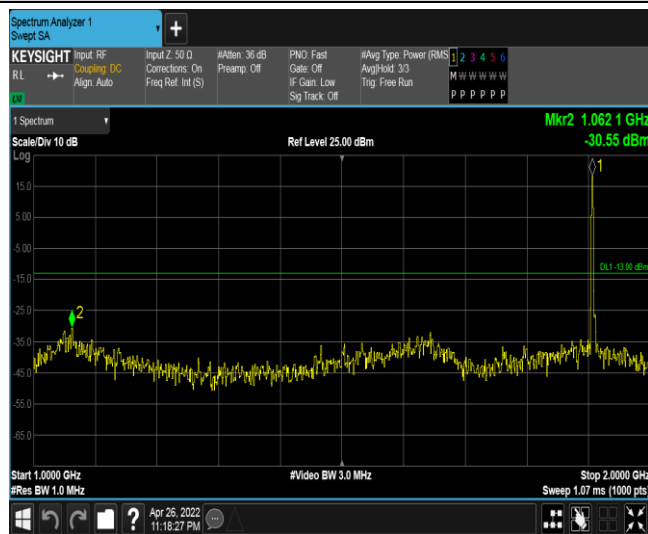 Spectrum Analyzer 1
Swept SA
+
KEYSIGHT
RL
LXI
Input: RF
Coupling: DC
Align: Auto
Input Z: 50 Ω
Corrections: On
Freq Ref: Int (S)
#Atten: 36 dB
Preamp: Off
PNO: Fast
Gate: Off
IF Gain: Low
Sig Track: Off
#Avg Type: Power (RMS
Avg|Hold: 3/3
Trig: Free Run
1 2 3 4 5 6
M W W W W W
P P P P P P
1 Spectrum
Mkr2 1.062 1 GHz
Scale/Div 10 dB
Ref Level 25.00 dBm
-30.55 dBm
Log
1
15.0
5.00
-5.00
DL1 -13.00 dBm
-15.0
-25.0
2
-35.0
-45.0
-55.0
-65.0
Start 1.0000 GHz
#Video BW 3.0 MHz
Stop 2.0000 GHz
#Res BW 1.0 MHz
Sweep 1.07 ms (1000 pts)
?
Apr 26, 2022
11:18:27 PM